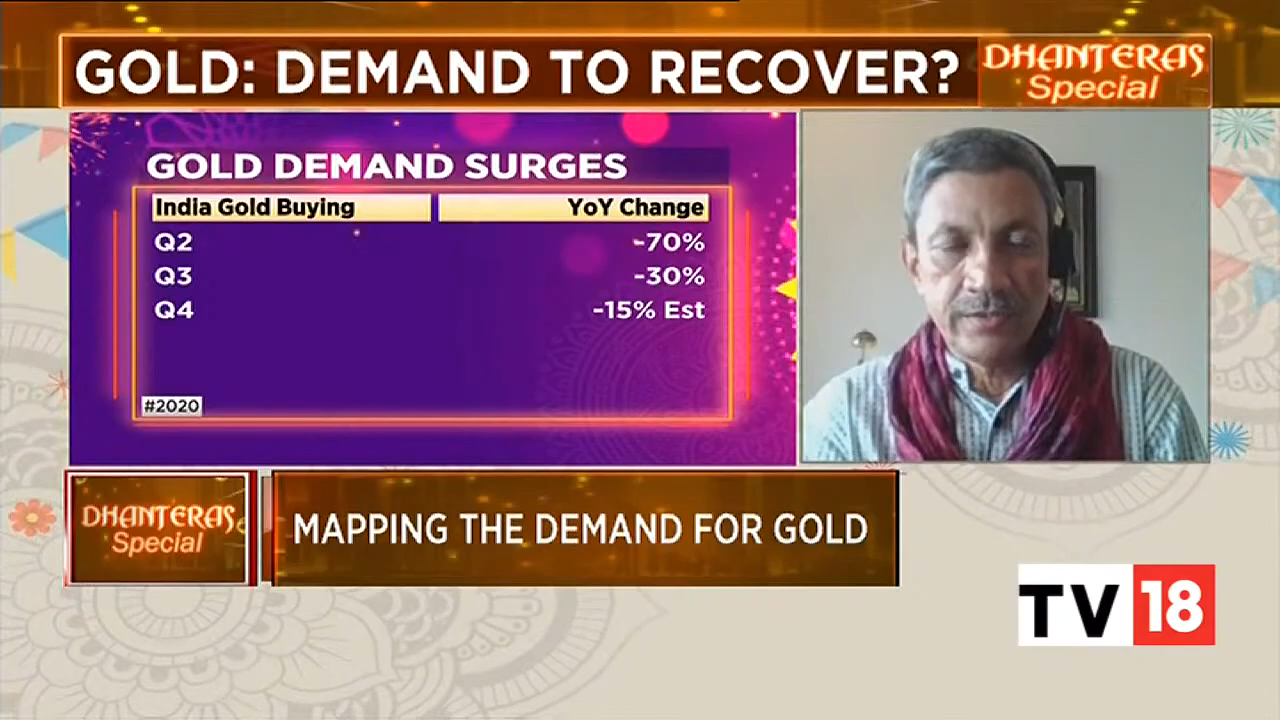 GOLD: DEMAND TO RECOVER?
DHANTERAS
Special
GOLD DEMAND SURGES
India Gold Buying YoY Change
Q2 -70%
Q3 -30%
Q4 -15% Est
#2020
DHANTERAS
Special
MAPPING THE DEMAND FOR GOLD
TV18